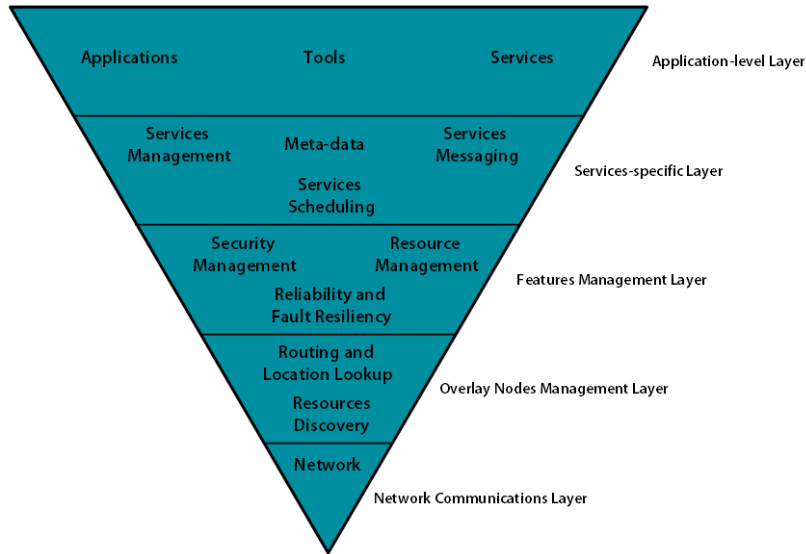 Applications Tools Services
Application-level Layer
Services Management
Meta-data
Services Messaging
Services Scheduling
Services-specific Layer
Security Management
Resource Management
Reliability and
Fault Resiliency
Features Management Layer
Routing and
Location Lookup
Resources
Discovery
Overlay Nodes Management Layer
Network
Network Communications Layer